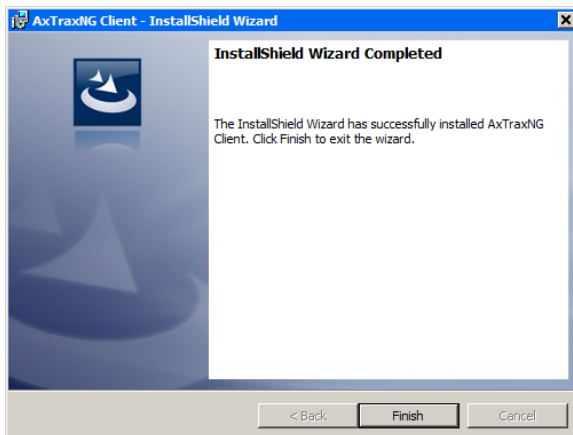 AxTraxNG Client - InstallShield Wizard
InstallShield Wizard Completed
The InstallShield Wizard has successfully installed AxTraxNG
Client. Click Finish to exit the wizard.
< Back
Finish
Cancel